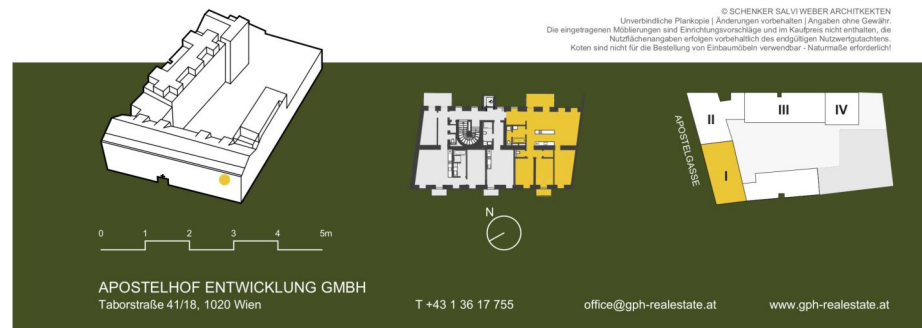 © SCHENKER SALVI WEBER ARCHITKEKTEN
Unverbindliche Plankopie | Änderungen vorbehalten | Angaben ohne Gewähr.
Die eingetragenen Möblierungen sind Einrichtungsvorschläge und im Kaufpreis nicht enthalten, die
Nutzflächenangaben erfolgen vorbehaltlich des endgültigen Nutzwertgutachtens.
Koten sind nicht für die Bestellung von Einbaumöbeln verwendbar - Naturmaße erforderlich!
II
III
IV
APOSTELGASSE
I
N
0 1 2 3 4 5m
APOSTELHOF ENTWICKLUNG GMBH
Taborstraße 41/18, 1020 Wien
T +43 1 36 17 755
office@gph-realestate.at
www.gph-realestate.at